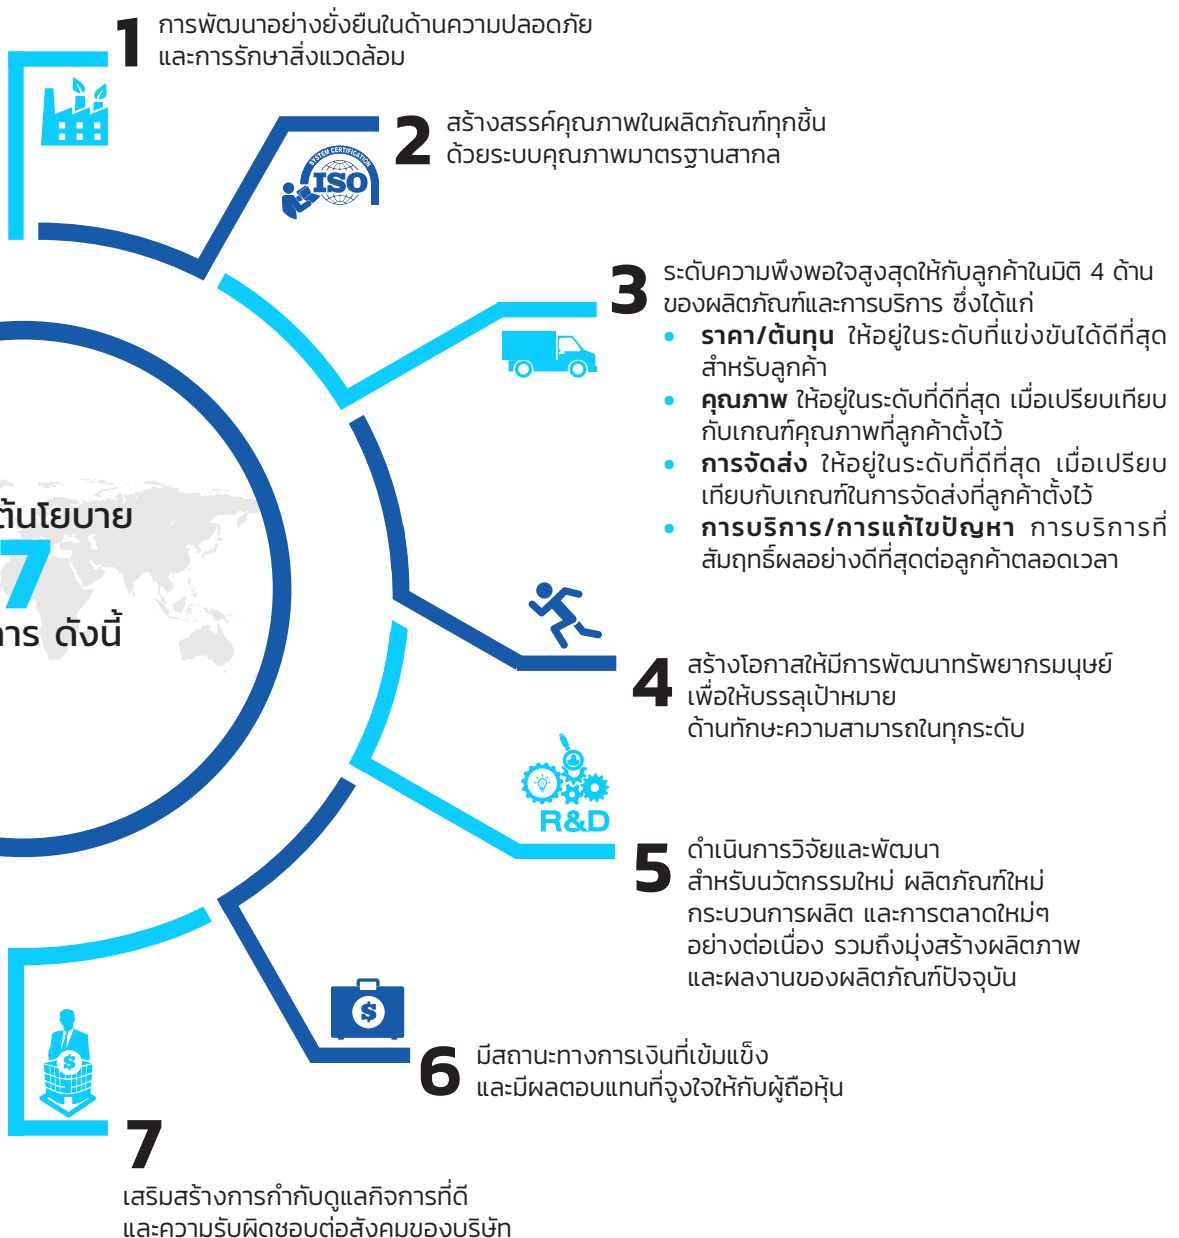 1
การพัฒนาอย่างยั่งยืนในด้านความปลอดภัย
และการรักษาสิ่งแวดล้อม
2
สร้างสรรค์คุณภาพในผลิตภัณฑ์ทุกชิ้น
ด้วยระบบคุณภาพมาตรฐานสากล
SYSTEM CERTIFICATION
ISO
3
ระดับความพึงพอใจสูงสุดให้กับลูกค้าในมิติ 4 ด้าน
ของผลิตภัณฑ์และการบริการ ซึ่งได้แก่
• ราคา/ต้นทุน ให้อยู่ในระดับที่แข่งขันได้ดีที่สุด
สำหรับลูกค้า
• คุณภาพ ให้อยู่ในระดับที่ดีที่สุด เมื่อเปรียบเทียบ
กับเกณฑ์คุณภาพที่ลูกค้าตั้งไว้
• การจัดส่ง ให้อยู่ในระดับที่ดีที่สุด เมื่อเปรียบ
เทียบกับเกณฑ์ในการจัดส่งที่ลูกค้าตั้งไว้
• การบริการ/การแก้ไขปัญหา การบริการที่
สัมฤทธิ์ผลอย่างดีที่สุดต่อลูกค้าตลอดเวลา
ต้นโยบาย
7
การ ดังนี้
4
สร้างโอกาสให้มีการพัฒนาทรัพยากรมนุษย์
เพื่อให้บรรลุเป้าหมาย
ด้านทักษะความสามารถในทุกระดับ
R&D
5
ดำเนินการวิจัยและพัฒนา
สำหรับนวัตกรรมใหม่ ผลิตภัณฑ์ใหม่
กระบวนการผลิต และการตลาดใหม่ๆ
อย่างต่อเนื่อง รวมถึงมุ่งสร้างผลิตภาพ
และผลงานของผลิตภัณฑ์ปัจจุบัน
$
6
มีสถานะทางการเงินที่เข้มแข็ง
และมีผลตอบแทนที่จูงใจให้กับผู้ถือหุ้น
$
7
เสริมสร้างการกำกับดูแลกิจการที่ดี
และความรับผิดชอบต่อสังคมของบริษัท